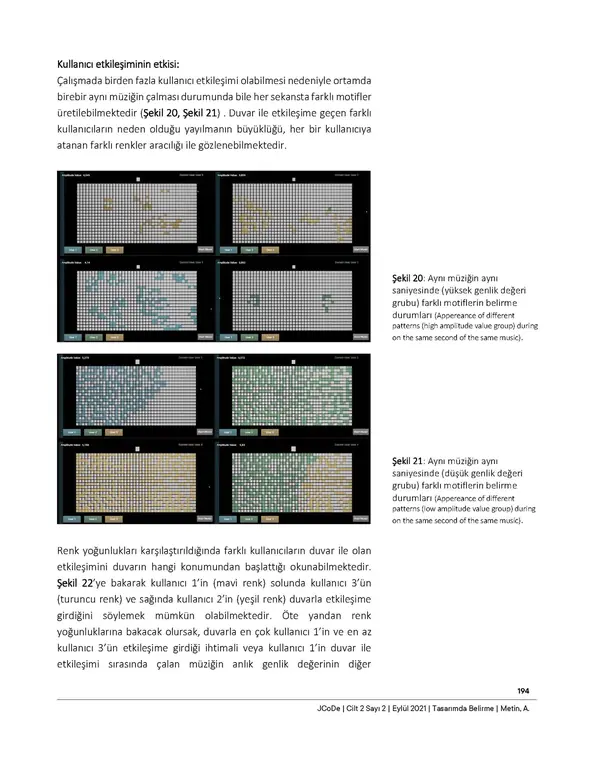 Kullanıcı etkileşiminin etkisi:
Çalışmada birden fazla kullanıcı etkileşimi olabilmesi nedeniyle ortamda
birebir aynı müziğin çalması durumunda bile her sekansta farklı motifler
üretilebilmektedir (Şekil 20, Şekil 21) . Duvar ile etkileşime geçen farklı
kullanıcıların neden olduğu yayılmanın büyüklüğü, her bir kullanıcıya
atanan farklı renkler aracılığı ile gözlenebilmektedir.
Şekil 20: Aynı müziğin aynı
saniyesinde (yüksek genlik değeri
grubu) farklı motiflerin belirme
durumları (Appereance of different
patterns (high amplitude value group) during
on the same second of the same music).
Şekil 21: Aynı müziğin aynı
saniyesinde (düşük genlik değeri
grubu) farklı motiflerin belirme
durumları (Appereance of different
patterns (low amplitude value group) during
on the same second of the same music).
Renk yoğunlukları karşılaştırıldığında farklı kullanıcıların duvar ile olan
etkileşimini duvarın hangi konumundan başlattığı okunabilmektedir.
Şekil 22’ye bakarak kullanıcı 1’in (mavi renk) solunda kullanıcı 3’ün
(turuncu renk) ve sağında kullanıcı 2’in (yeşil renk) duvarla etkileşime
girdiğini söylemek mümkün olabilmektedir. Öte yandan renk
yoğunluklarına bakacak olursak, duvarla en çok kullanıcı 1’in ve en az
kullanıcı 3’ün etkileşime girdiği ihtimali veya kullanıcı 1’in duvar ile
etkileşimi sırasında çalan müziğin anlık genlik değerinin diğer
194
JCoDe | Cilt 2 Sayı 2 | Eylül 2021 | Tasarımda Belirme | Metin, A.